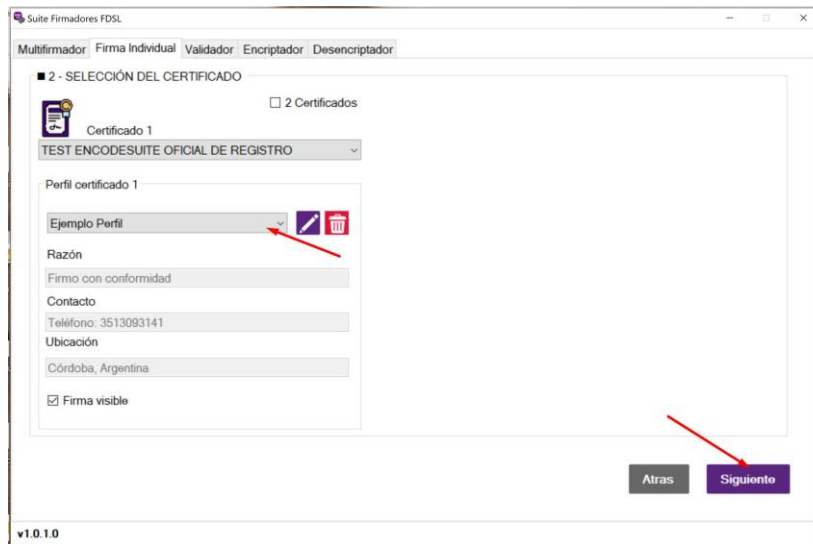 Suite Firmadores FDSL
Multifirmador Firma Individual Validador Encriptador Desencriptador
2 - SELECCIÓN DEL CERTIFICADO
2 Certificados
Certificado 1
TEST ENCODESUITE OFICIAL DE REGISTRO
Perfil certificado 1
Ejemplo Perfil
Razón
Firmo con conformidad
Contacto
Teléfono: 3513093141
Ubicación
Córdoba, Argentina
Firma visible
Atras Siguiente
v1.0.1.0